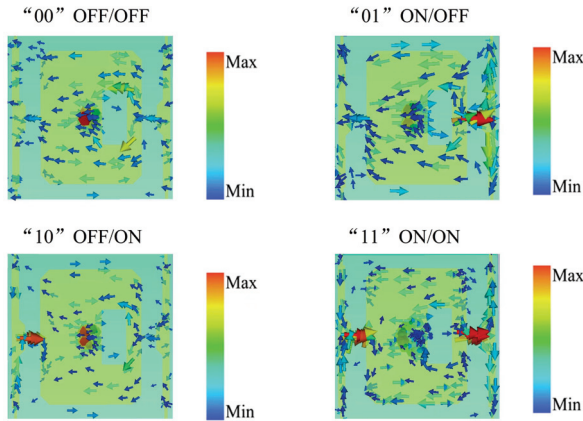 “00” OFF/OFF
“01” ON/OFF
Max
Min
Max
Min
“10” OFF/ON
“11” ON/ON
Max
Min
Max
Min